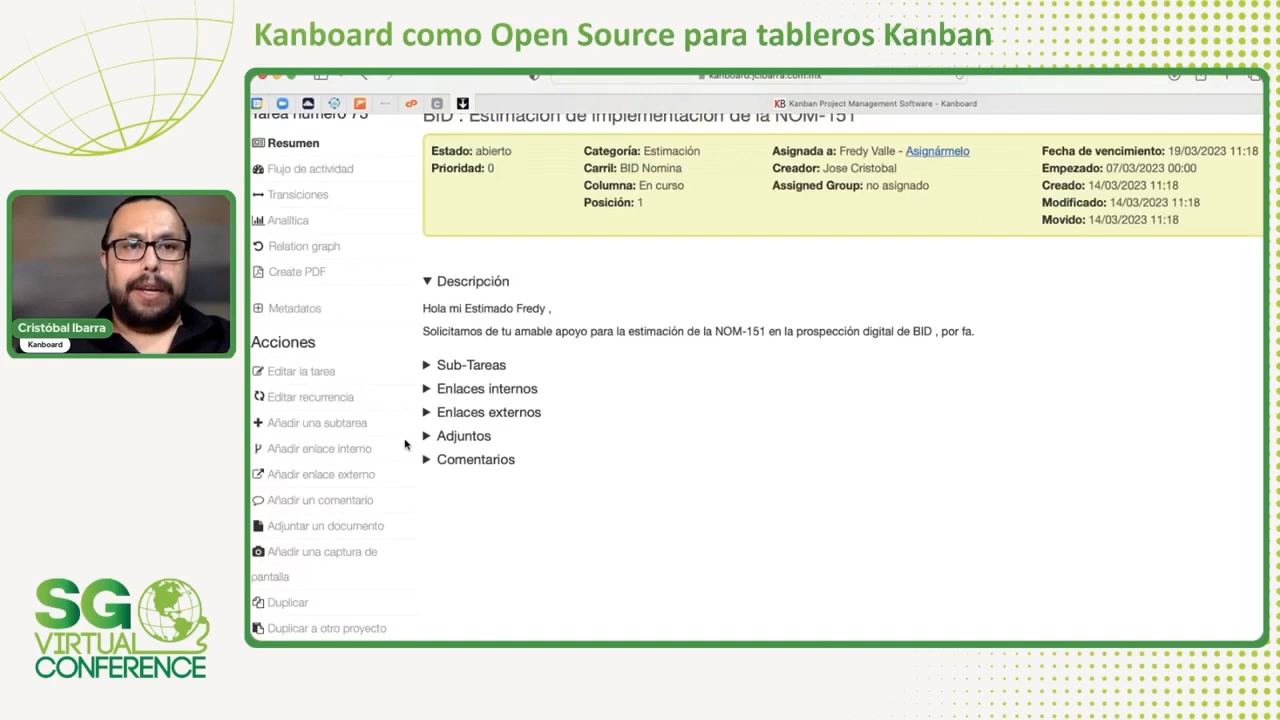 Kanboard como Open Source para tableros Kanban
kanboard.jcibarra.com.mx
KB Kanban Project Management Software - Kanboard
Tarea número 73
Resumen
Flujo de actividad
Transiciones
Analítica
Relation graph
Create PDF
Metadatos
Acciones
Editar la tarea
Editar recurrencia
Añadir una subtarea
Añadir enlace interno
Añadir enlace externo
Añadir un comentario
Adjuntar un documento
Añadir una captura de
pantalla
Duplicar
Duplicar a otro proyecto
BID : Estimación de implementación de la NOM-151
Estado: abierto
Prioridad: 0
Categoría: Estimación
Carril: BID Nomina
Columna: En curso
Posición: 1
Asignada a: Fredy Valle - Asignármelo
Creador: Jose Cristobal
Assigned Group: no asignado
Fecha de vencimiento: 19/03/2023 11:18
Empezado: 07/03/2023 00:00
Creado: 14/03/2023 11:18
Modificado: 14/03/2023 11:18
Movido: 14/03/2023 11:18
Descripción
Hola mi Estimado Fredy ,
Solicitamos de tu amable apoyo para la estimación de la NOM-151 en la prospección digital de BID , por fa.
Sub-Tareas
Enlaces internos
Enlaces externos
Adjuntos
Comentarios
Cristóbal Ibarra
Kanboard
SG
VIRTUAL
CONFERENCE